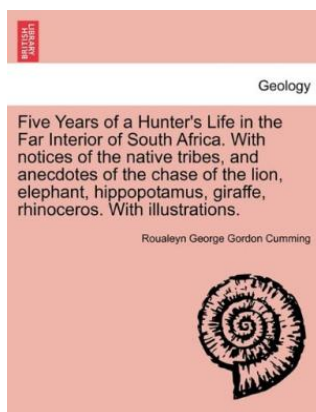 BRITISH
LIBRARY
Geology
Five Years of a Hunter's Life in the
Far Interior of South Africa. With
notices of the native tribes, and
anecdotes of the chase of the lion,
elephant, hippopotamus, giraffe,
rhinoceros. With illustrations.
Roualeyn George Gordon Cumming